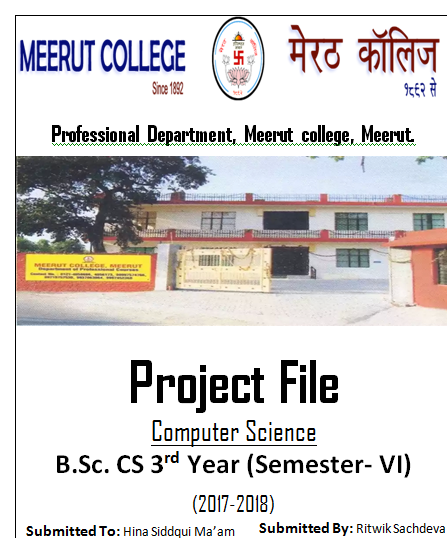 MEERUT COLLEGE
Since 1892
मेरठ कॉलिज
१८९२ से
Professional Department, Meerut college, Meerut.
MEERUT COLLEGE, MEERUT
Department of Professional Courses
Project File
Computer Science
B.Sc. CS 3rd Year (Semester- VI)
(2017-2018)
Submitted To: Hina Siddqui Ma'am
Submitted By: Ritwik Sachdeva